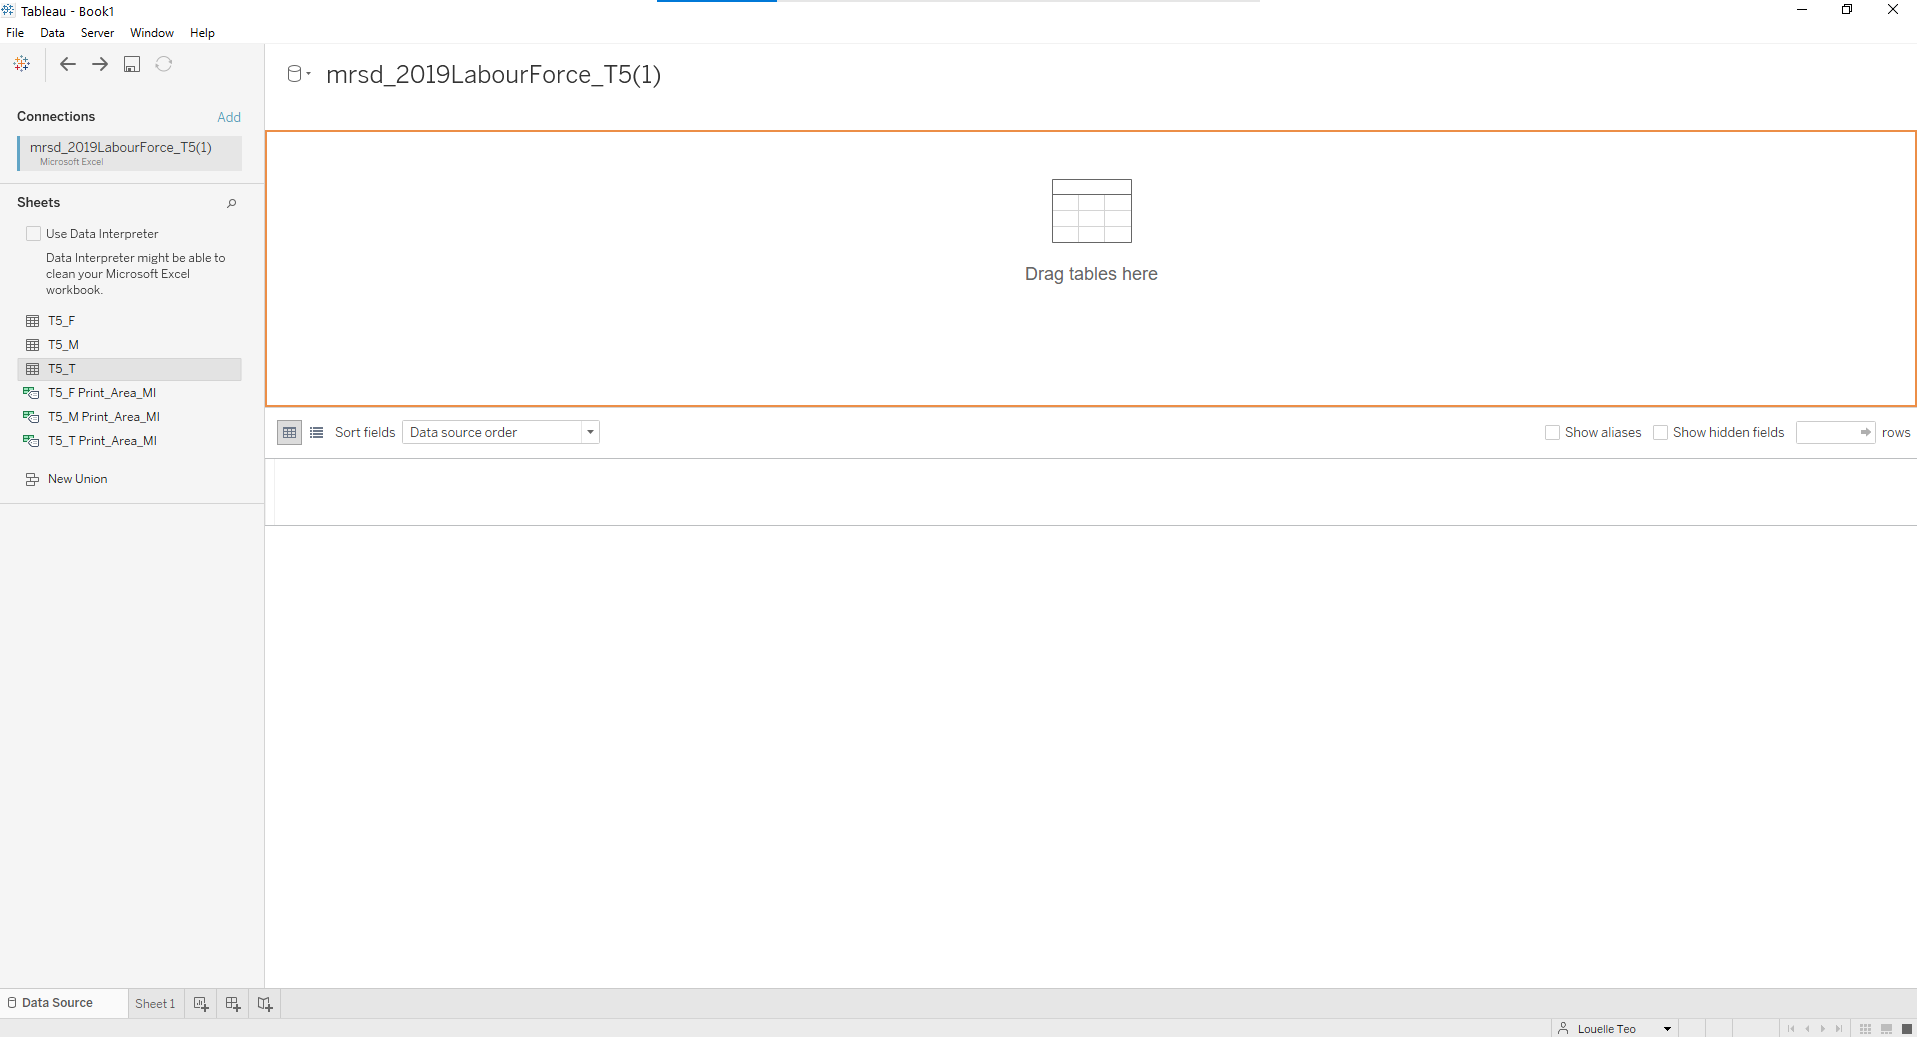 Tableau - Book1
File Data Server Window Help
mrsd_2019LabourForce_T5(1)
Connections Add
mrsd_2019LabourForce_T5(1)
Microsoft Excel
Sheets
Use Data Interpreter
Data Interpreter might be able to
clean your Microsoft Excel
workbook.
T5_F
T5_M
T5_T
T5_F Print_Area_MI
T5_M Print_Area_MI
T5_T Print_Area_MI
New Union
Drag tables here
Sort fields Data source order Show aliases Show hidden fields rows
Data Source Sheet 1
Louelle Teo